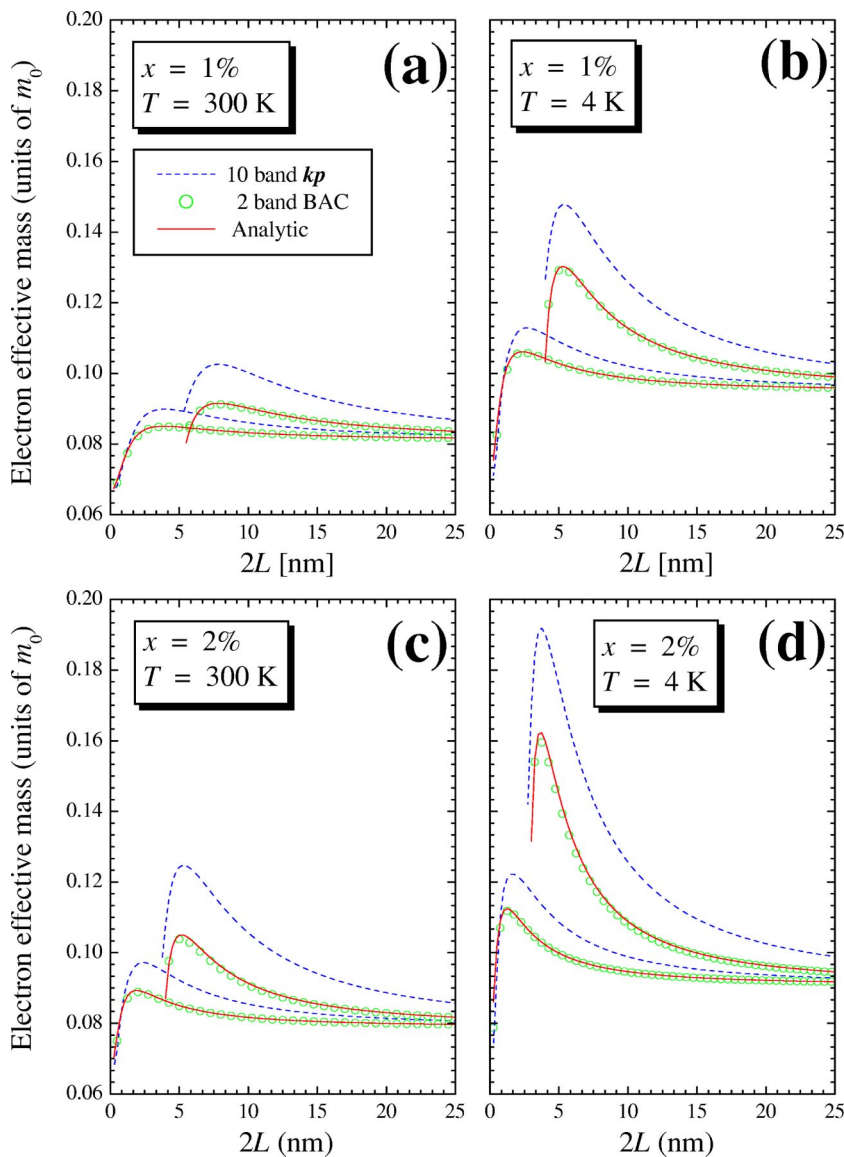 0.20
0.18
0.16
0.14
0.12
0.10
0.08
0.06
Electron effective mass (units of m₀)
x = 1%
T = 300 K
(a)
10 band kp
2 band BAC
Analytic
0 5 10 15 20 25
2L [nm]
x = 1%
T = 4 K
(b)
0 5 10 15 20 25
2L [nm]
0.20
0.18
0.16
0.14
0.12
0.10
0.08
0.06
Electron effective mass (units of m₀)
x = 2%
T = 300 K
(c)
0 5 10 15 20 25
2L (nm)
x = 2%
T = 4 K
(d)
0 5 10 15 20 25
2L (nm)